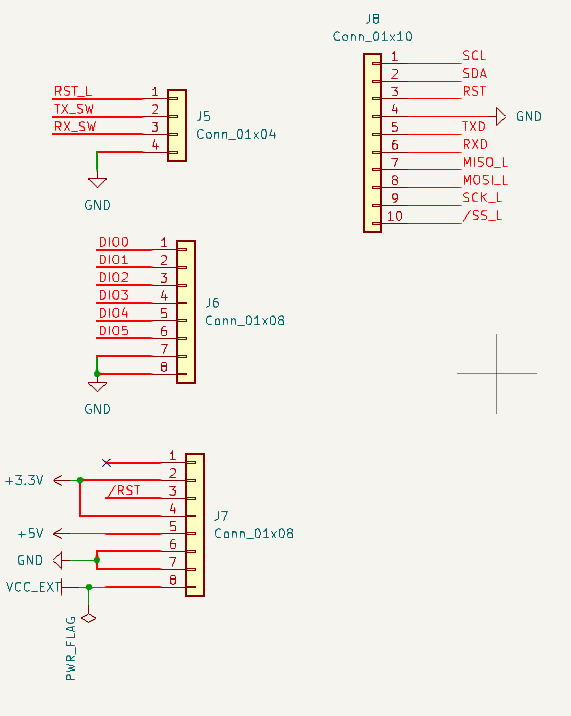 J8
Conn_01x10
1 SCL
2 SDA
3 RST
4 GND
5 TXD
6 RXD
7 MISO_L
8 MOSI_L
9 SCK_L
10 /SS_L
RST_L 1
TX_SW 2
RX_SW 3
4
J5
Conn_01x04
GND
DIO0 1
DIO1 2
DIO2 3
DIO3 4
DIO4 5
DIO5 6
7
8
J6
Conn_01x08
GND
1
+3.3V 2
/RST 3
4
+5V 5
6
GND 7
VCC_EXT 8
J7
Conn_01x08
PWR_FLAG